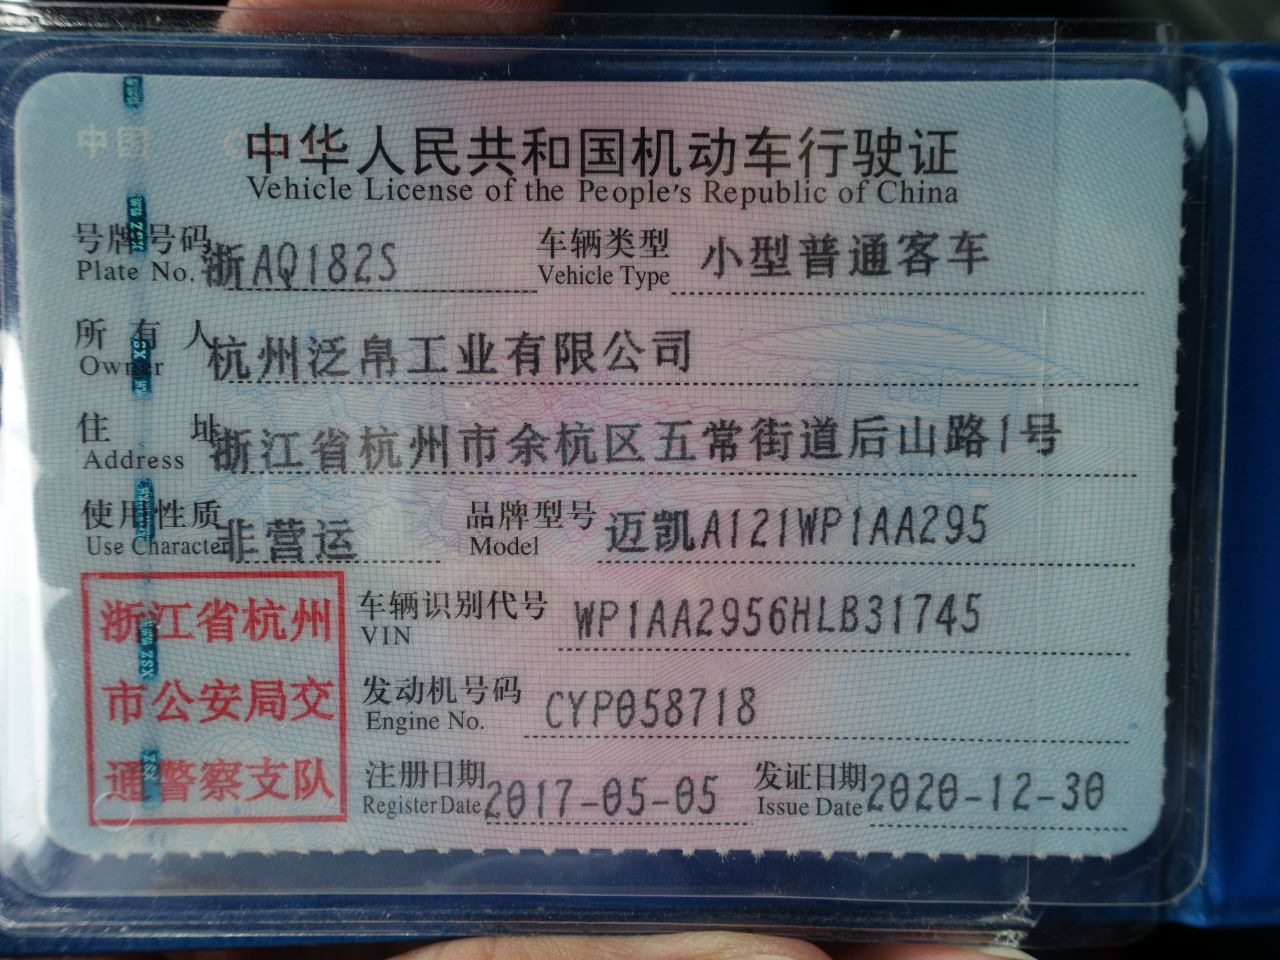 中国
中华人民共和国机动车行驶证
Vehicle License of the People's Republic of China
号牌号码 浙AQ182S 车辆类型 小型普通客车
Plate No. Vehicle Type
所有人 杭州泛帛工业有限公司
Owner
住址 浙江省杭州市余杭区五常街道后山路1号
Address
使用性质 非营运 品牌型号 迈凯A121WP1AA295
Use Character Model
浙江省杭州
市公安局交
通警察支队
车辆识别代号 WP1AA2956HLB31745
VIN
发动机号码 CYP058718
Engine No.
注册日期 2017-05-05 发证日期 2020-12-30
Register Date Issue Date